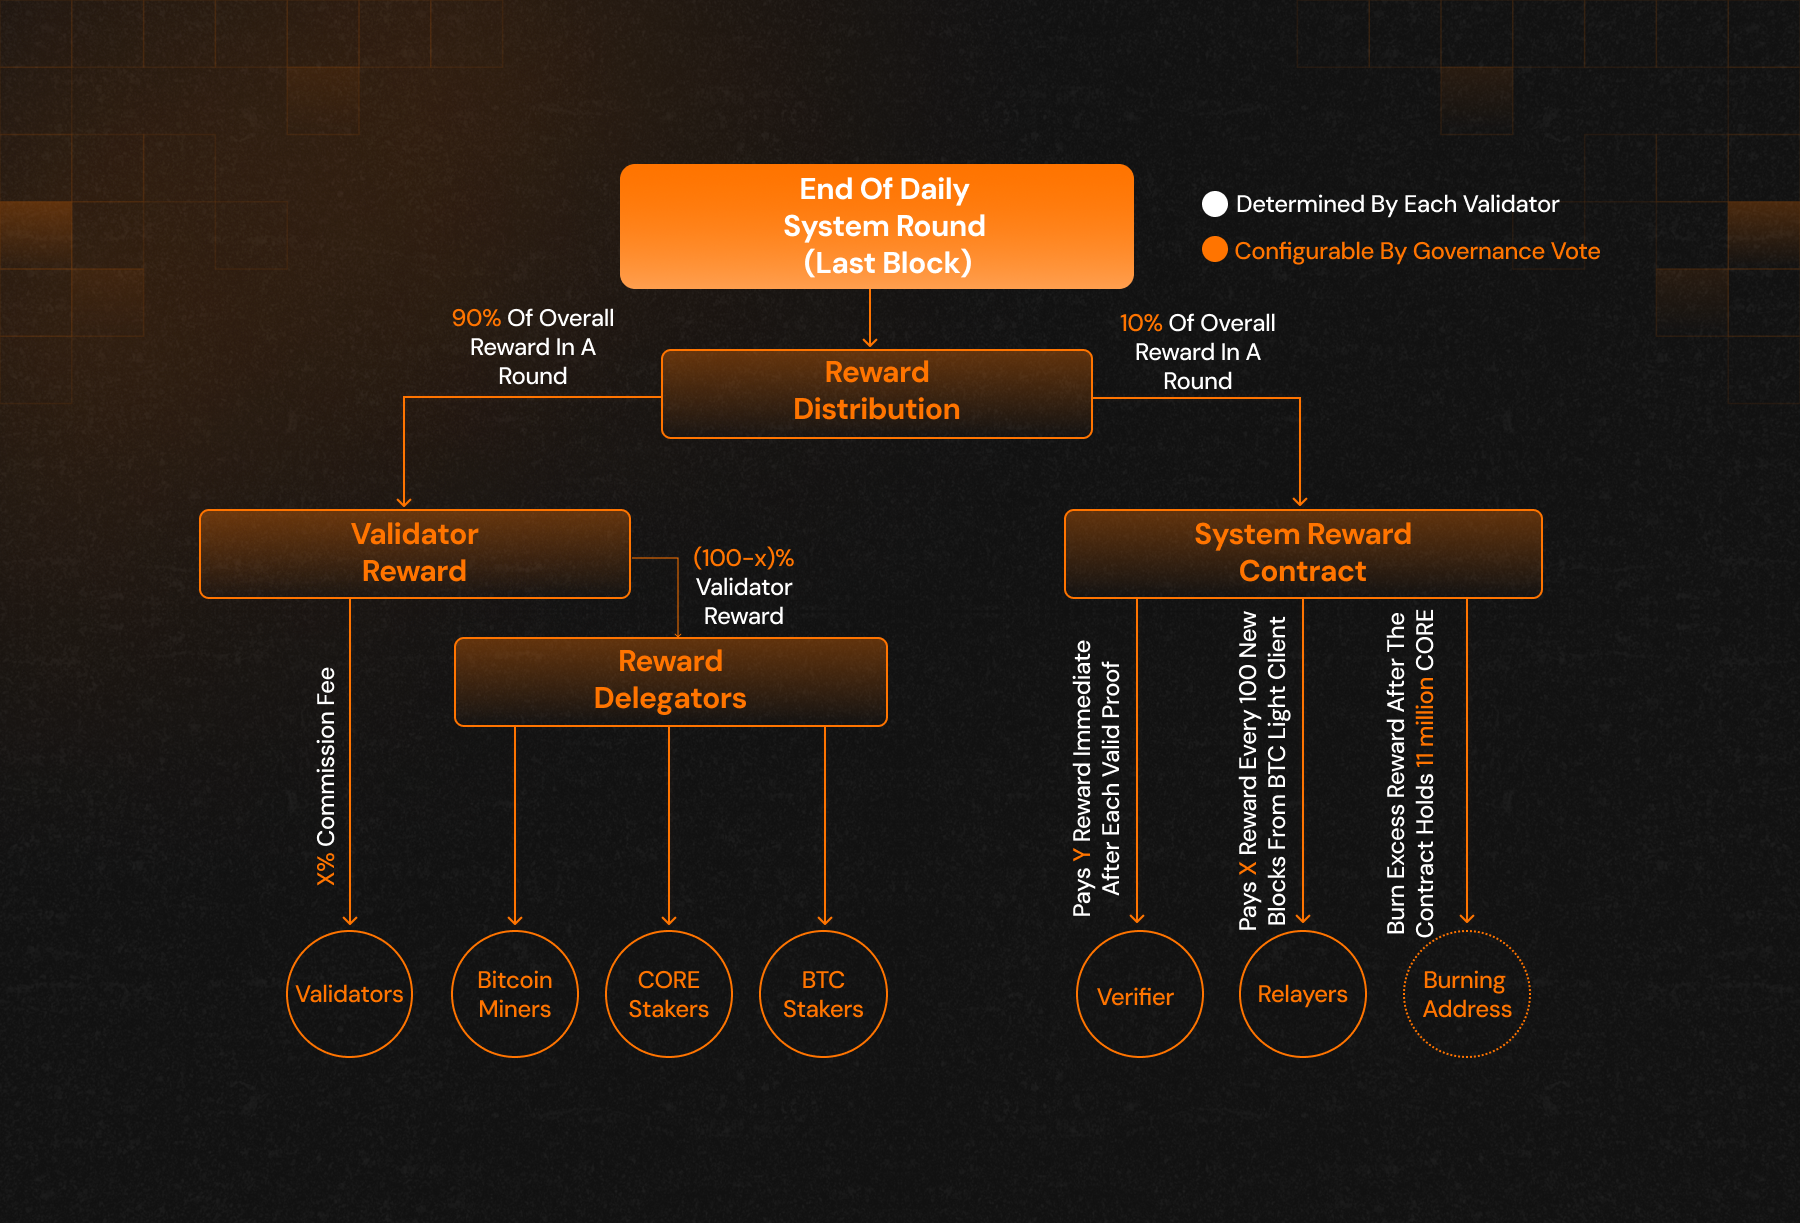 End Of Daily
System Round
(Last Block)
Determined By Each Validator
Configurable By Governance Vote
90% Of Overall
Reward In A
Round
10% Of Overall
Reward In A
Round
Reward
Distribution
Validator
Reward
(100-x)%
Validator
Reward
System Reward
Contract
Reward
Delegators
X% Commission Fee
Pays Y Reward Immediate
After Each Valid Proof
Pays X Reward Every 100 New
Blocks From BTC Light Client
Burn Excess Reward After The
Contract Holds 11 million CORE
Validators
Bitcoin
Miners
CORE
Stakers
BTC
Stakers
Verifier
Relayers
Burning
Address